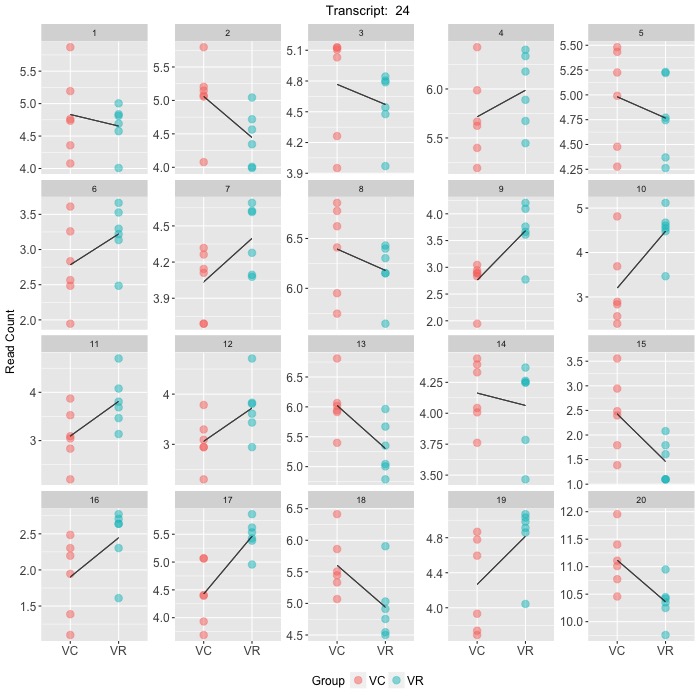 Transcript: 24
Read Count
1 2 3 4 5
5.5 5.0 4.5 4.0
5.5 5.0 4.5 4.0
5.1 4.8 4.5 4.2 3.9
6.0 5.5
5.50 5.25 5.00 4.75 4.50 4.25
6 7 8 9 10
3.5 3.0 2.5 2.0
4.5 4.2 3.9
6.5 6.0
4.0 3.5 3.0 2.5 2.0
5 4 3
11 12 13 14 15
4 3
4 3
6.5 6.0 5.5 5.0
4.25 4.00 3.75 3.50
3.5 3.0 2.5 2.0 1.5 1.0
16 17 18 19 20
2.5 2.0 1.5
5.5 5.0 4.5 4.0
6.5 6.0 5.5 5.0 4.5
4.8 4.4 4.0
12.0 11.5 11.0 10.5 10.0
VC VR VC VR VC VR VC VR VC VR
Group VC VR